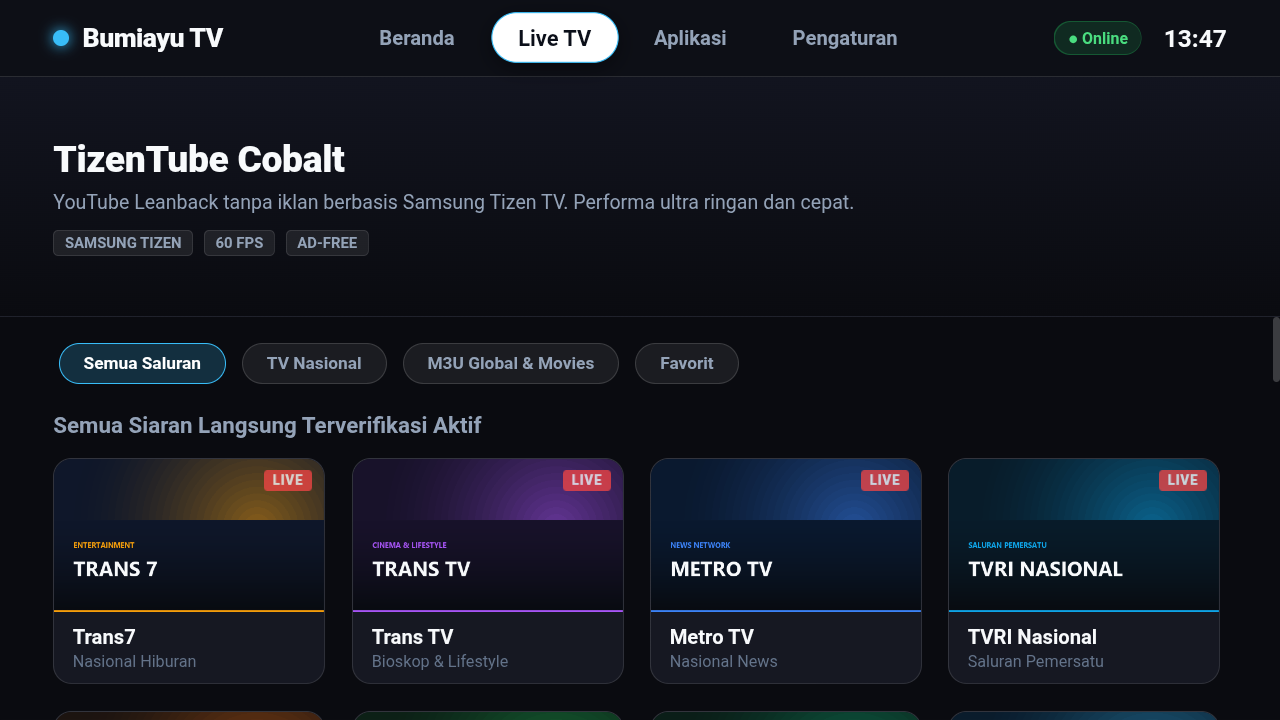 Bumiayu TV
Beranda
Live TV
Aplikasi
Pengaturan
● Online
13:47
TizenTube Cobalt
YouTube Leanback tanpa iklan berbasis Samsung Tizen TV. Performa ultra ringan dan cepat.
SAMSUNG TIZEN
60 FPS
AD-FREE
Semua Saluran
TV Nasional
M3U Global & Movies
Favorit
Semua Siaran Langsung Terverifikasi Aktif
LIVE
ENTERTAINMENT
TRANS 7
Trans7
Nasional Hiburan
LIVE
CINEMA & LIFESTYLE
TRANS TV
Trans TV
Bioskop & Lifestyle
LIVE
NEWS NETWORK
METRO TV
Metro TV
Nasional News
LIVE
SALURAN PEMERSATU
TVRI NASIONAL
TVRI Nasional
Saluran Pemersatu